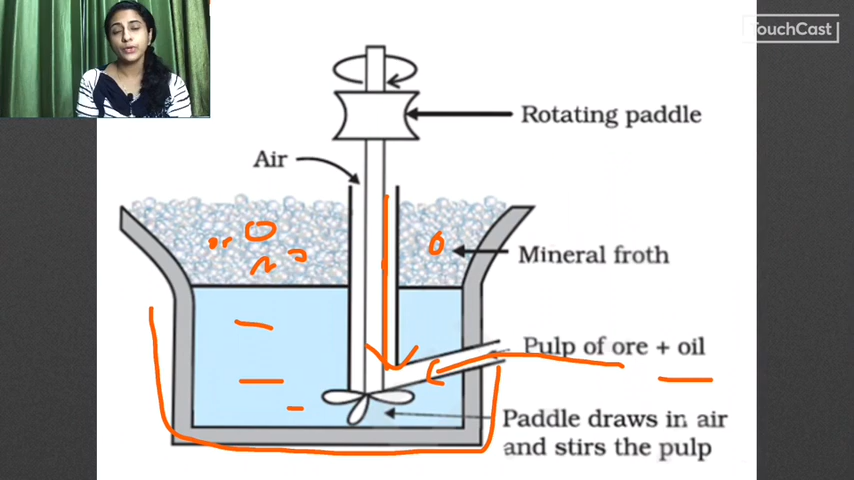 TouchCast
Rotating paddle
Air
Mineral froth
Pulp of ore + oil
Paddle draws in air
and stirs the pulp